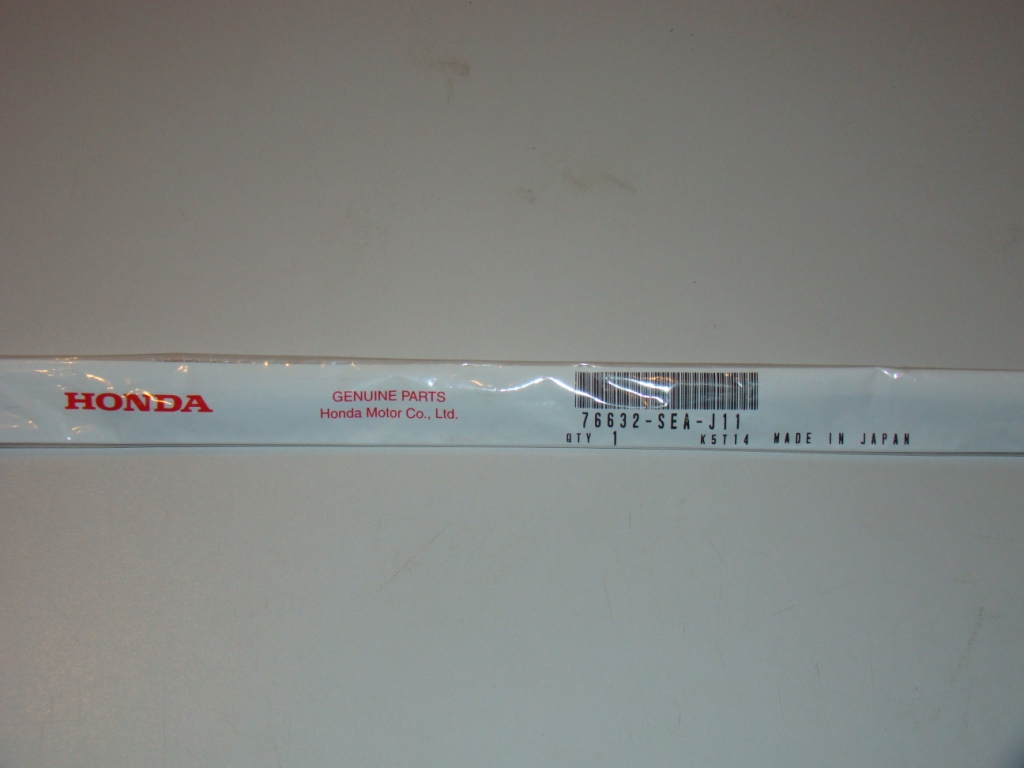 HONDA
GENUINE PARTS
Honda Motor Co., Ltd.
76632-SEA-J11
QTY 1 K5T14 MADE IN JAPAN